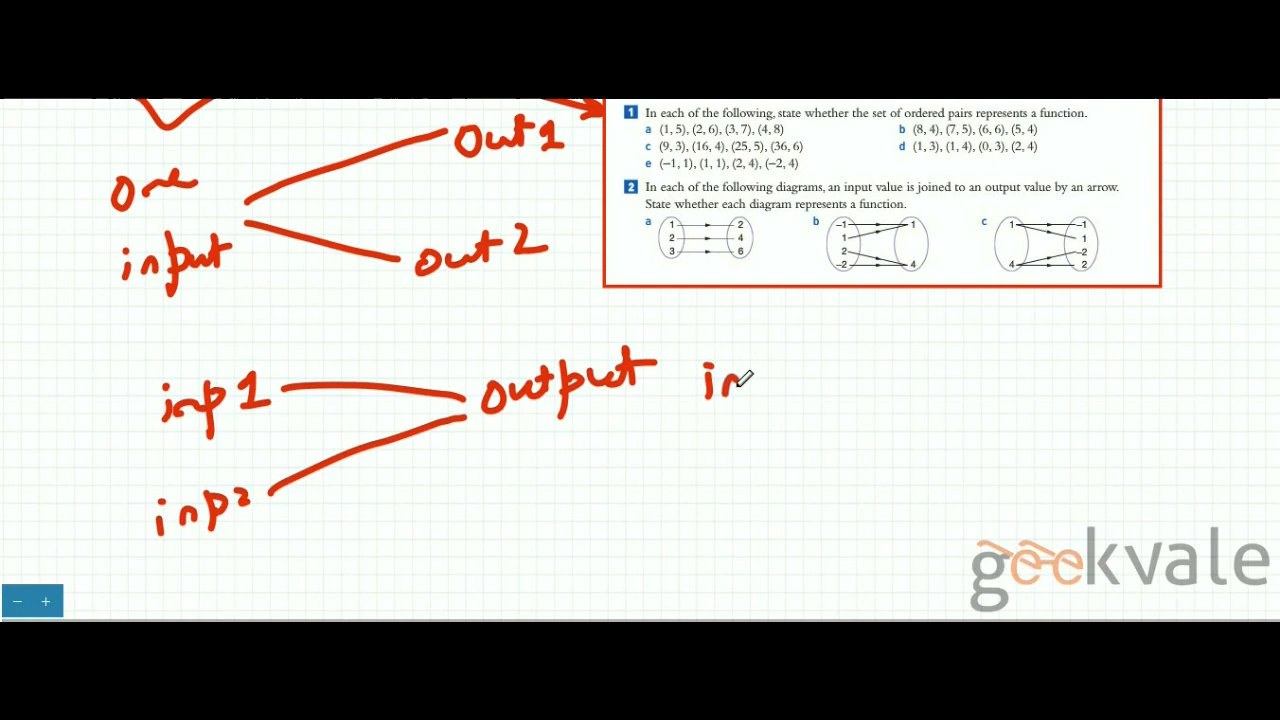 1 In each of the following, state whether the set of ordered pairs represents a function.
a (1, 5), (2, 6), (3, 7), (4, 8) b (8, 4), (7, 5), (6, 6), (5, 4)
c (9, 3), (16, 4), (25, 5), (36, 6) d (1, 3), (1, 4), (0, 3), (2, 4)
e (−1, 1), (1, 1), (2, 4), (−2, 4)
2 In each of the following diagrams, an input value is joined to an output value by an arrow.
State whether each diagram represents a function.
a b c
1 2 −1 1 1 −1
2 4 1 1
3 6 2 −2
−2 4 4 2
One
input
Out 1
out 2
inp 1
inp 2
output
in
geekvale
− +